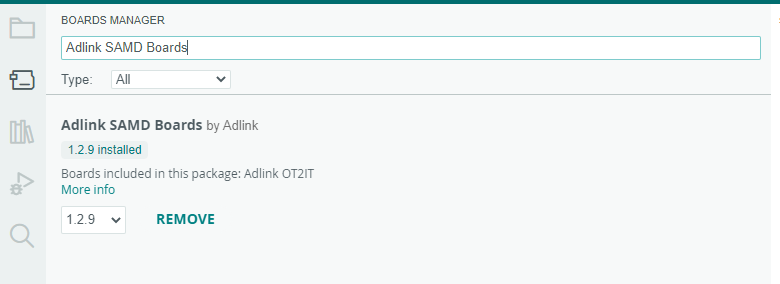 BOARDS MANAGER
Adlink SAMD Boards
Type: All
Adlink SAMD Boards by Adlink
1.2.9 installed
Boards included in this package: Adlink OT2IT
More info
1.2.9 REMOVE